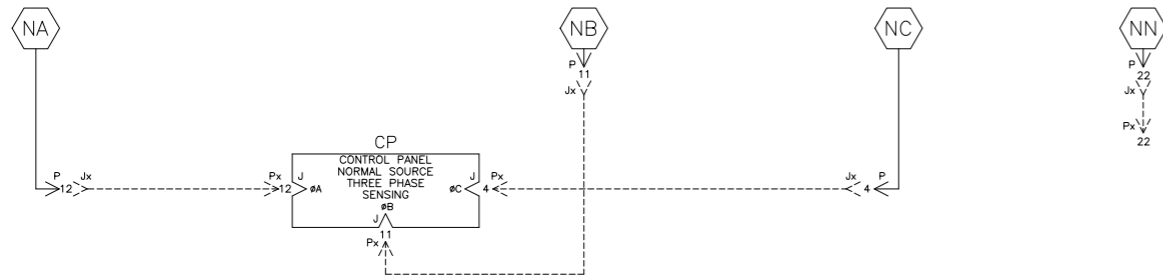 NA
NB
NC
NN
P
11
Jx
P
22
Jx
Px
22
CP
CONTROL PANEL
NORMAL SOURCE
THREE PHASE
SENSING
P
12
Jx
Px
12
J
øA
øB
J
11
Px
øC
J
4
Px
Jx
4
P